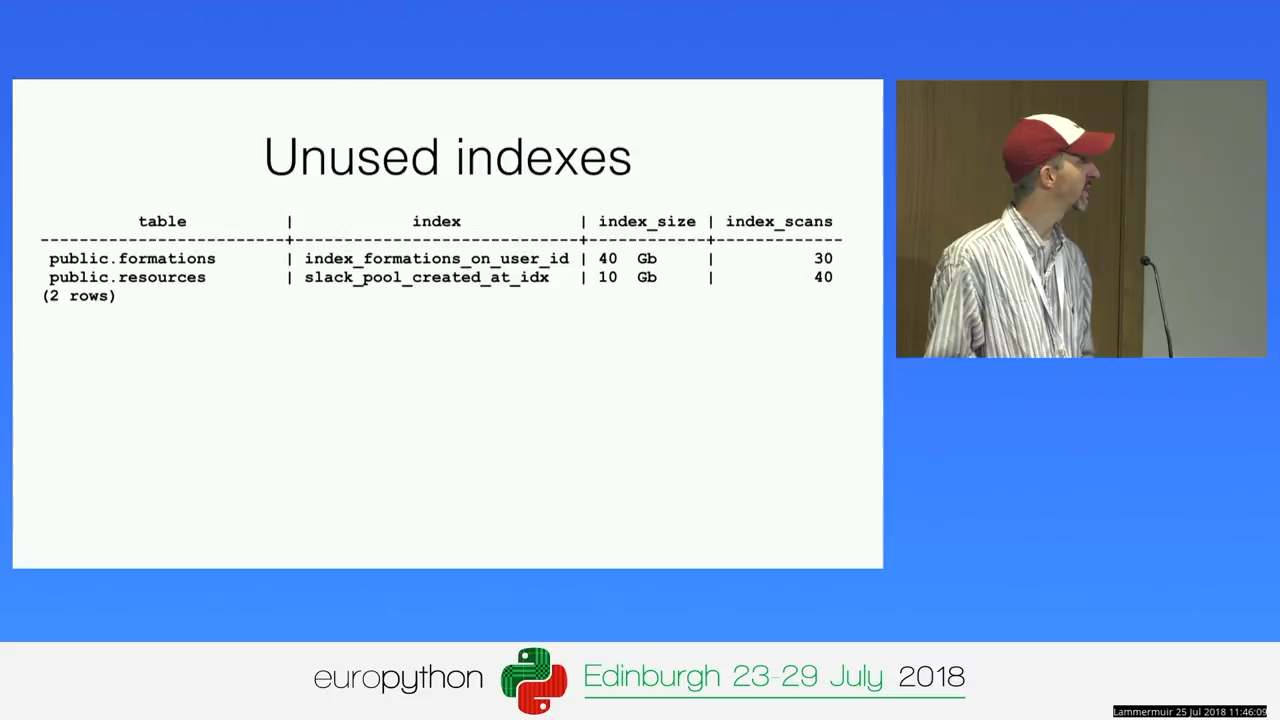 Unused indexes
table | index | index_size | index_scans
-------------------------+------------------------------+------------+-------------
public.formations | index_formations_on_user_id | 40 Gb | 30
public.resources | slack_pool_created_at_idx | 10 Gb | 40
(2 rows)
europython Edinburgh 23-29 July 2018
Lammermuir 25 Jul 2018 11:46:09